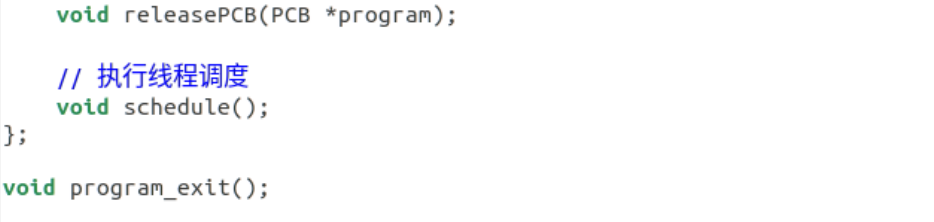 void releasePCB(PCB *program);
// 执行线程调度
void schedule();
};
void program_exit();